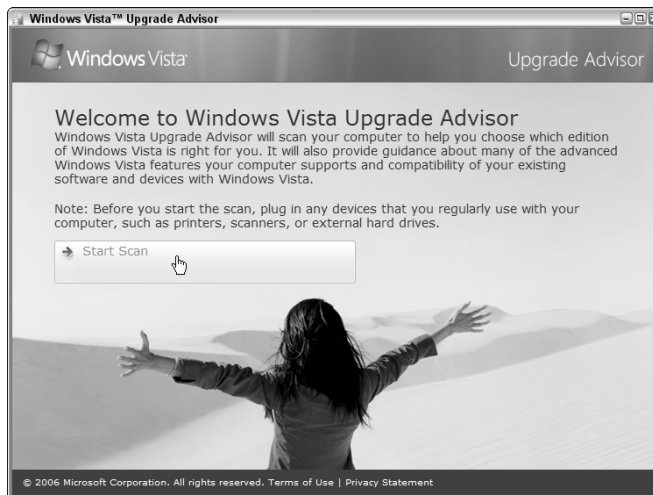 Windows Vista™ Upgrade Advisor
Windows Vista™
Upgrade Advisor
Welcome to Windows Vista Upgrade Advisor
Windows Vista Upgrade Advisor will scan your computer to help you choose which edition
of Windows Vista is right for you. It will also provide guidance about many of the advanced
Windows Vista features your computer supports and compatibility of your existing
software and devices with Windows Vista.
Note: Before you start the scan, plug in any devices that you regularly use with your
computer, such as printers, scanners, or external hard drives.
Start Scan
© 2006 Microsoft Corporation. All rights reserved. Terms of Use | Privacy Statement